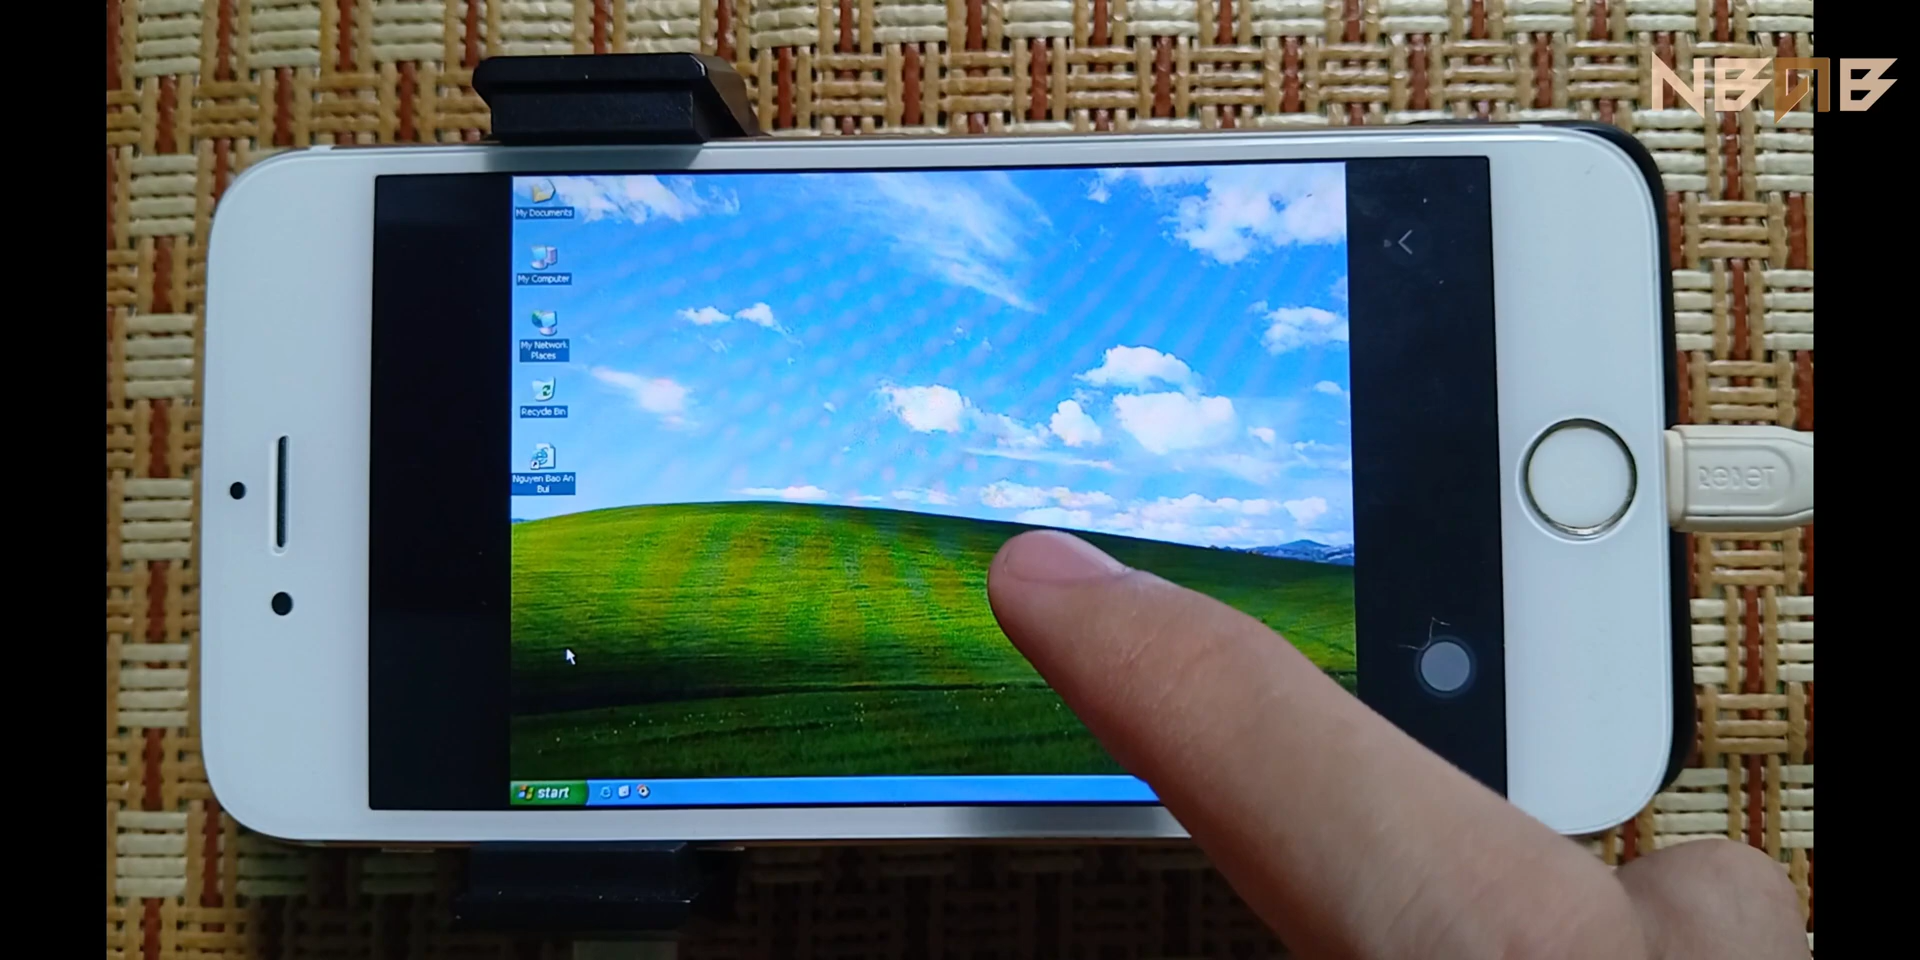 NBAB
My Documents
My Computer
My Network
Places
Recycle Bin
Nguyen Bao An
Bui
start